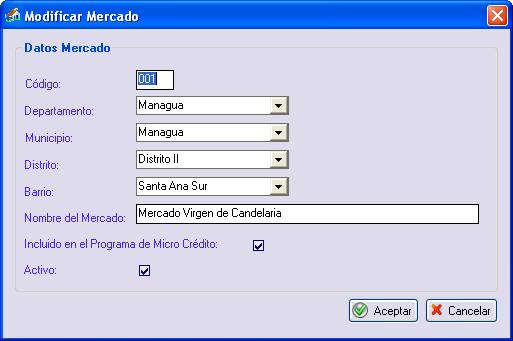 Modificar Mercado
Datos Mercado
Código: 001
Departamento: Managua
Municipio: Managua
Distrito: Distrito II
Barrio: Santa Ana Sur
Nombre del Mercado: Mercado Virgen de Candelaria
Incluido en el Programa de Micro Crédito:
Activo:
Aceptar Cancelar